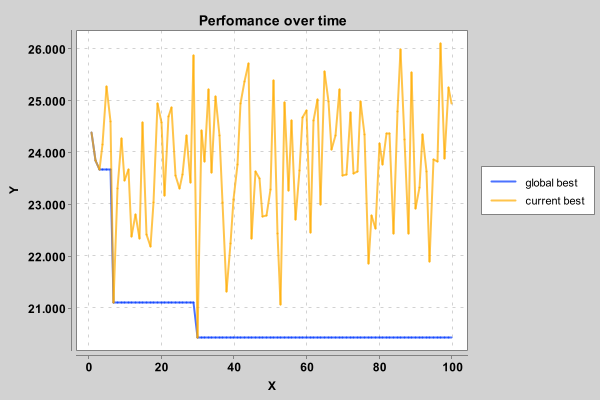 Perfomance over time
26.000
25.000
24.000
23.000
22.000
21.000
Y
0 20 40 60 80 100
X
global best
current best